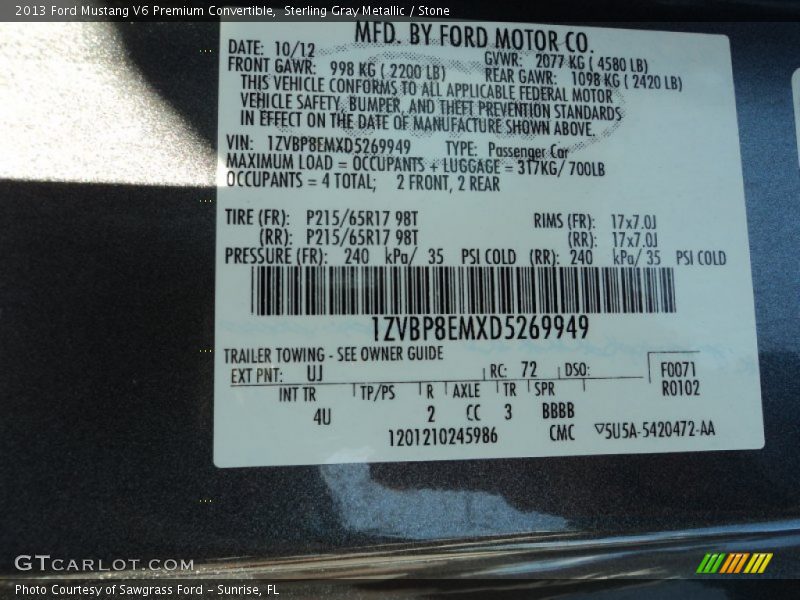 2013 Ford Mustang V6 Premium Convertible, Sterling Gray Metallic / Stone
MFD. BY FORD MOTOR CO.
DATE: 10/12 GVWR: 2077 KG ( 4580 LB)
FRONT GAWR: 998 KG ( 2200 LB) REAR GAWR: 1098 KG ( 2420 LB)
THIS VEHICLE CONFORMS TO ALL APPLICABLE FEDERAL MOTOR
VEHICLE SAFETY, BUMPER, AND THEFT PREVENTION STANDARDS
IN EFFECT ON THE DATE OF MANUFACTURE SHOWN ABOVE.
VIN: 1ZVBP8EMXD5269949 TYPE: Passenger Car
MAXIMUM LOAD = OCCUPANTS + LUGGAGE = 317KG/ 700LB
OCCUPANTS = 4 TOTAL; 2 FRONT, 2 REAR
TIRE (FR): P215/65R17 98T RIMS (FR): 17x7.0J
(RR): P215/65R17 98T (RR): 17x7.0J
PRESSURE (FR): 240 kPa/ 35 PSI COLD (RR): 240 kPa/ 35 PSI COLD
1ZVBP8EMXD5269949
TRAILER TOWING - SEE OWNER GUIDE
EXT PNT: UJ RC: 72 DSO: F0071
R0102
INT TR TP/PS R AXLE TR SPR
4U 2 CC 3 BBBB
1201210245986 CMC ▽5U5A-5420472-AA
GTCARLOT.COM
Photo Courtesy of Sawgrass Ford - Sunrise, FL